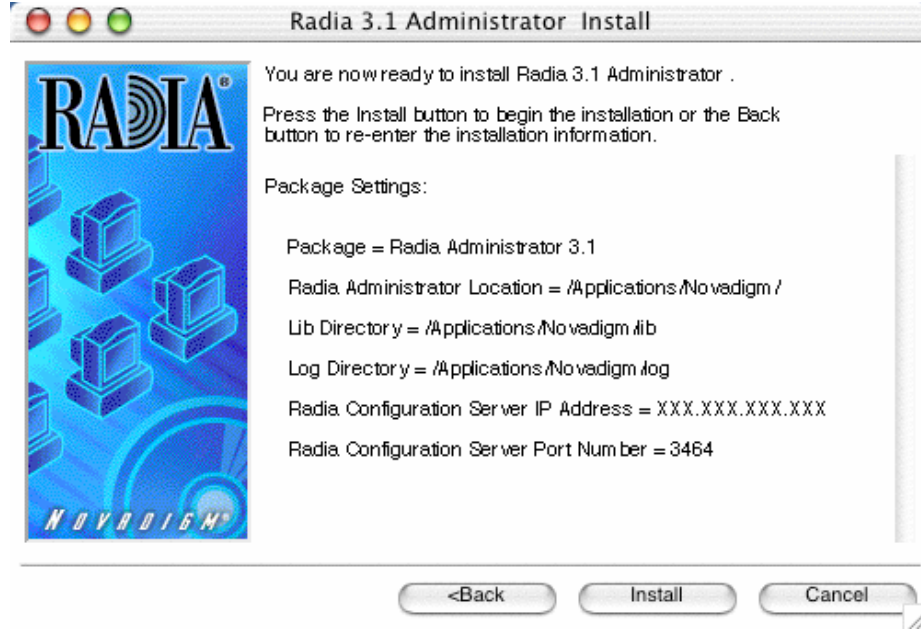 Radia 3.1 Administrator Install
RADIA®
You are now ready to install Radia 3.1 Administrator .
Press the Install button to begin the installation or the Back
button to re-enter the installation information.
Package Settings:
Package = Radia Administrator 3.1
Radia Administrator Location = /Applications/Novadigm/
Lib Directory = /Applications/Novadigm/lib
Log Directory = /Applications/Novadigm/log
Radia Configuration Server IP Address = XXX.XXX.XXX.XXX
Radia Configuration Server Port Number = 3464
NOVADIGM®
<Back
Install
Cancel